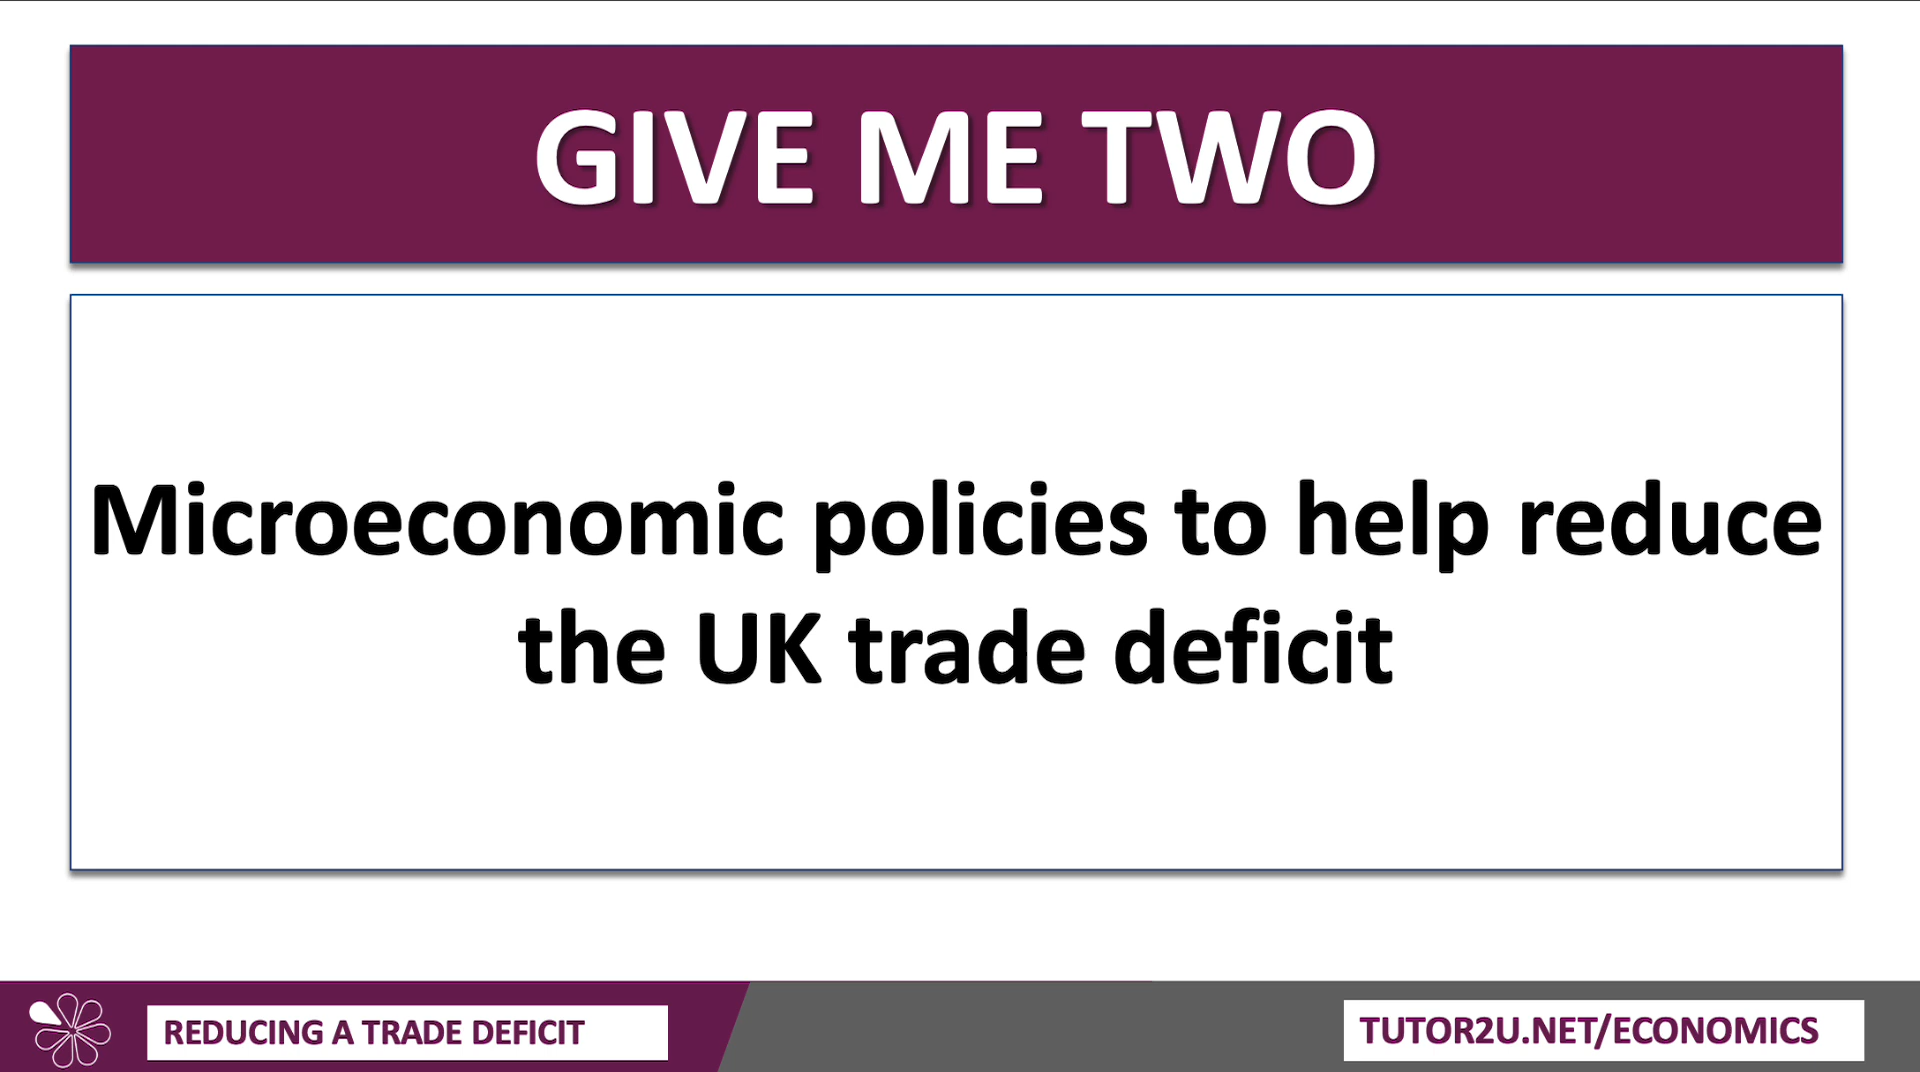 GIVE ME TWO
Microeconomic policies to help reduce
the UK trade deficit
REDUCING A TRADE DEFICIT
TUTOR2U.NET/ECONOMICS